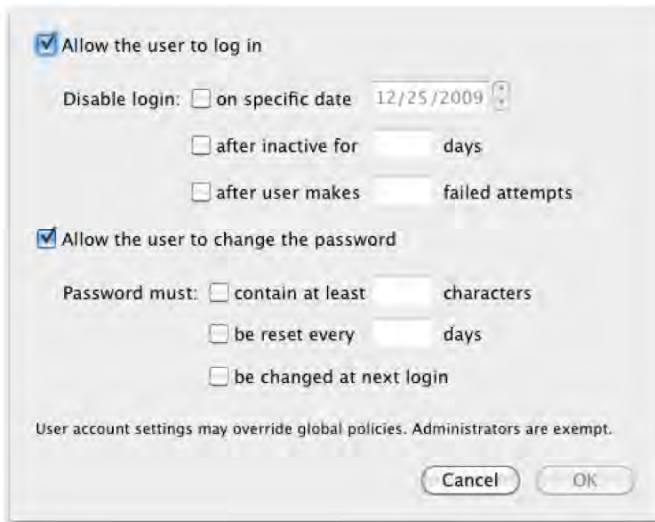 Allow the user to log in
Disable login: on specific date 12/25/2009
after inactive for days
after user makes failed attempts
Allow the user to change the password
Password must: contain at least characters
be reset every days
be changed at next login
User account settings may override global policies. Administrators are exempt.
Cancel OK